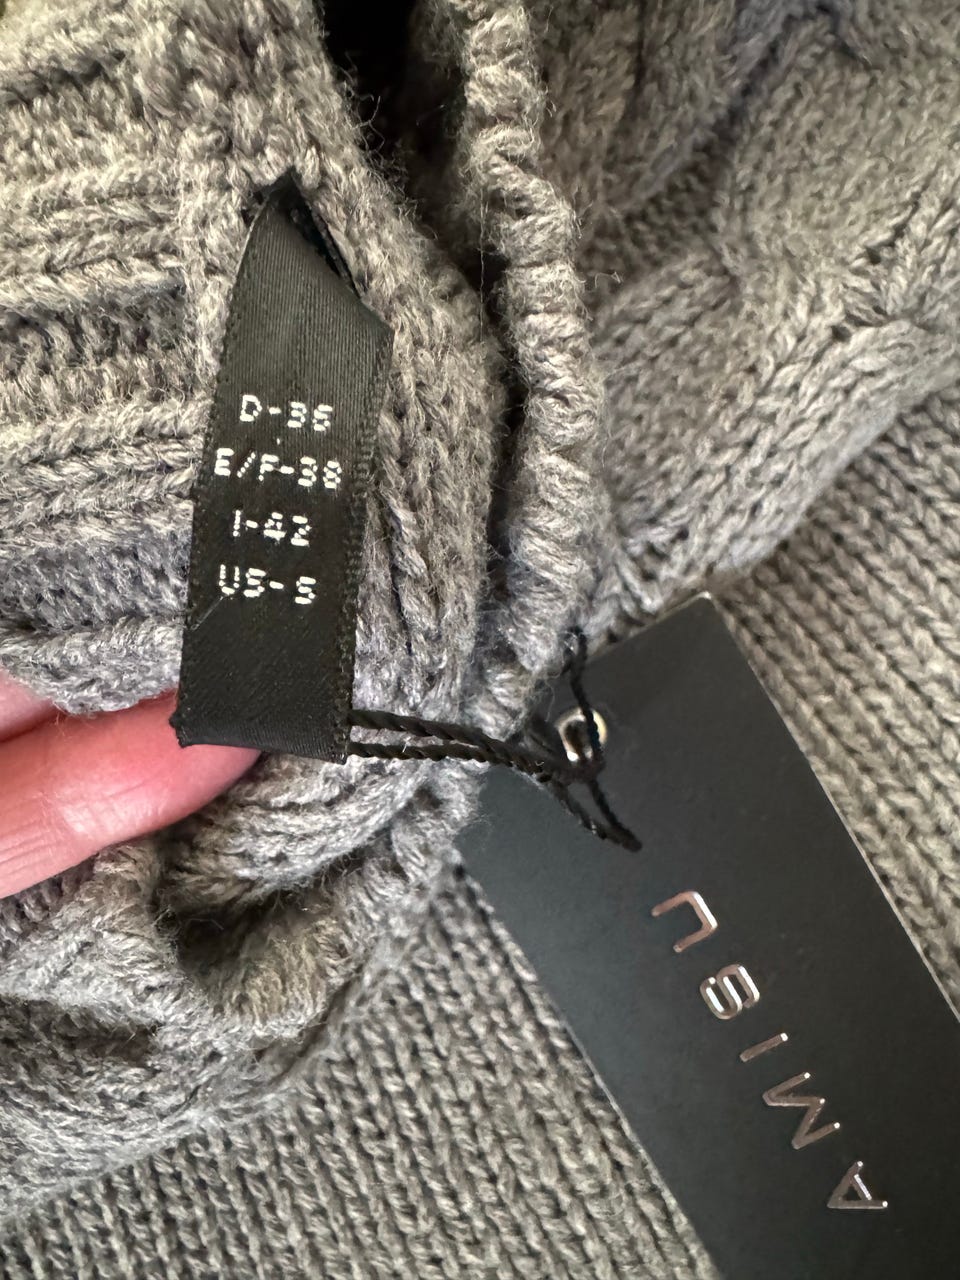 D-36
E/F-38
I-42
US-S
AMISU